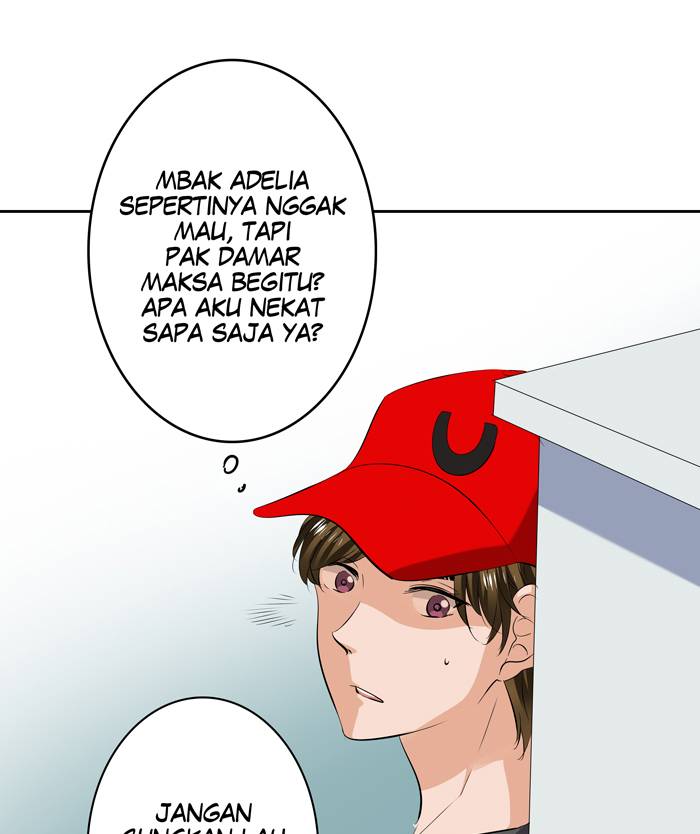 MBAK ADELIA
SEPERTINYA NGGAK
MAU, TAPI
PAK DAMAR
MAKSA BEGITU?
APA AKU NEKAT
SAPA SAJA YA?
JANGAN